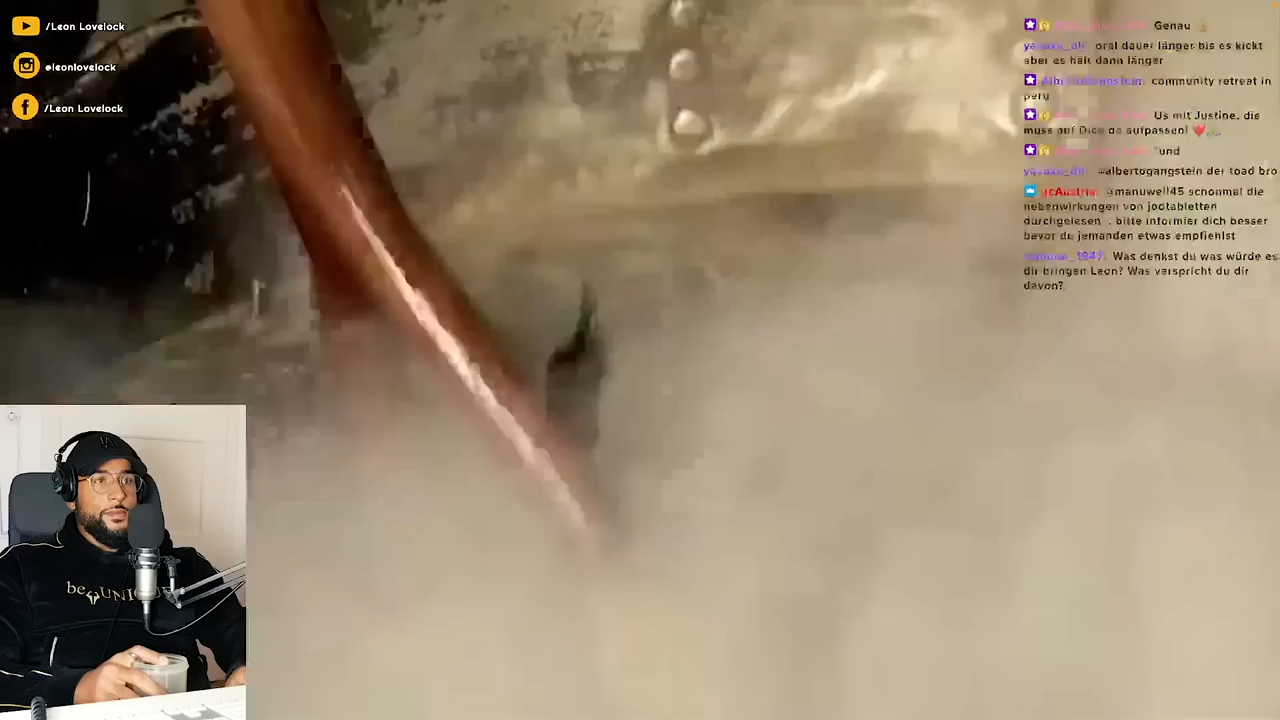 /Leon Lovelock
@leonlovelock
/Leon Lovelock
be UNIQU
Genau
oral dauer länger bis es kickt
aber es hält dann länger
community retreat in
peru
Us mit Justine, die
muss auf Dich da aufpassen!
*und
der toad bro
@manuwell45 schonmal die
nebenwirkungen von jodtabletten
durchgelesen . bitte informier dich besser
bevor du jemanden etwas empfiehlst
Was denkst du was würde es
dir bringen Leon? Was verspricht du dir
davon?